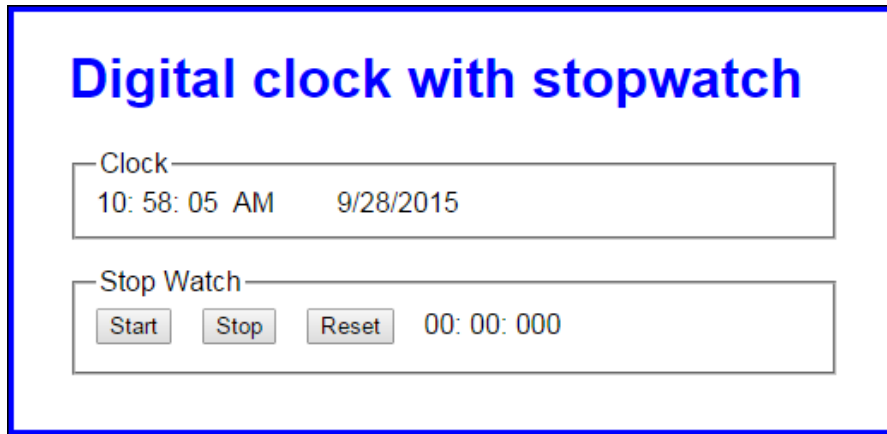 Digital clock with stopwatch
Clock
10: 58: 05 AM 9/28/2015
Stop Watch
Start Stop Reset 00: 00: 000